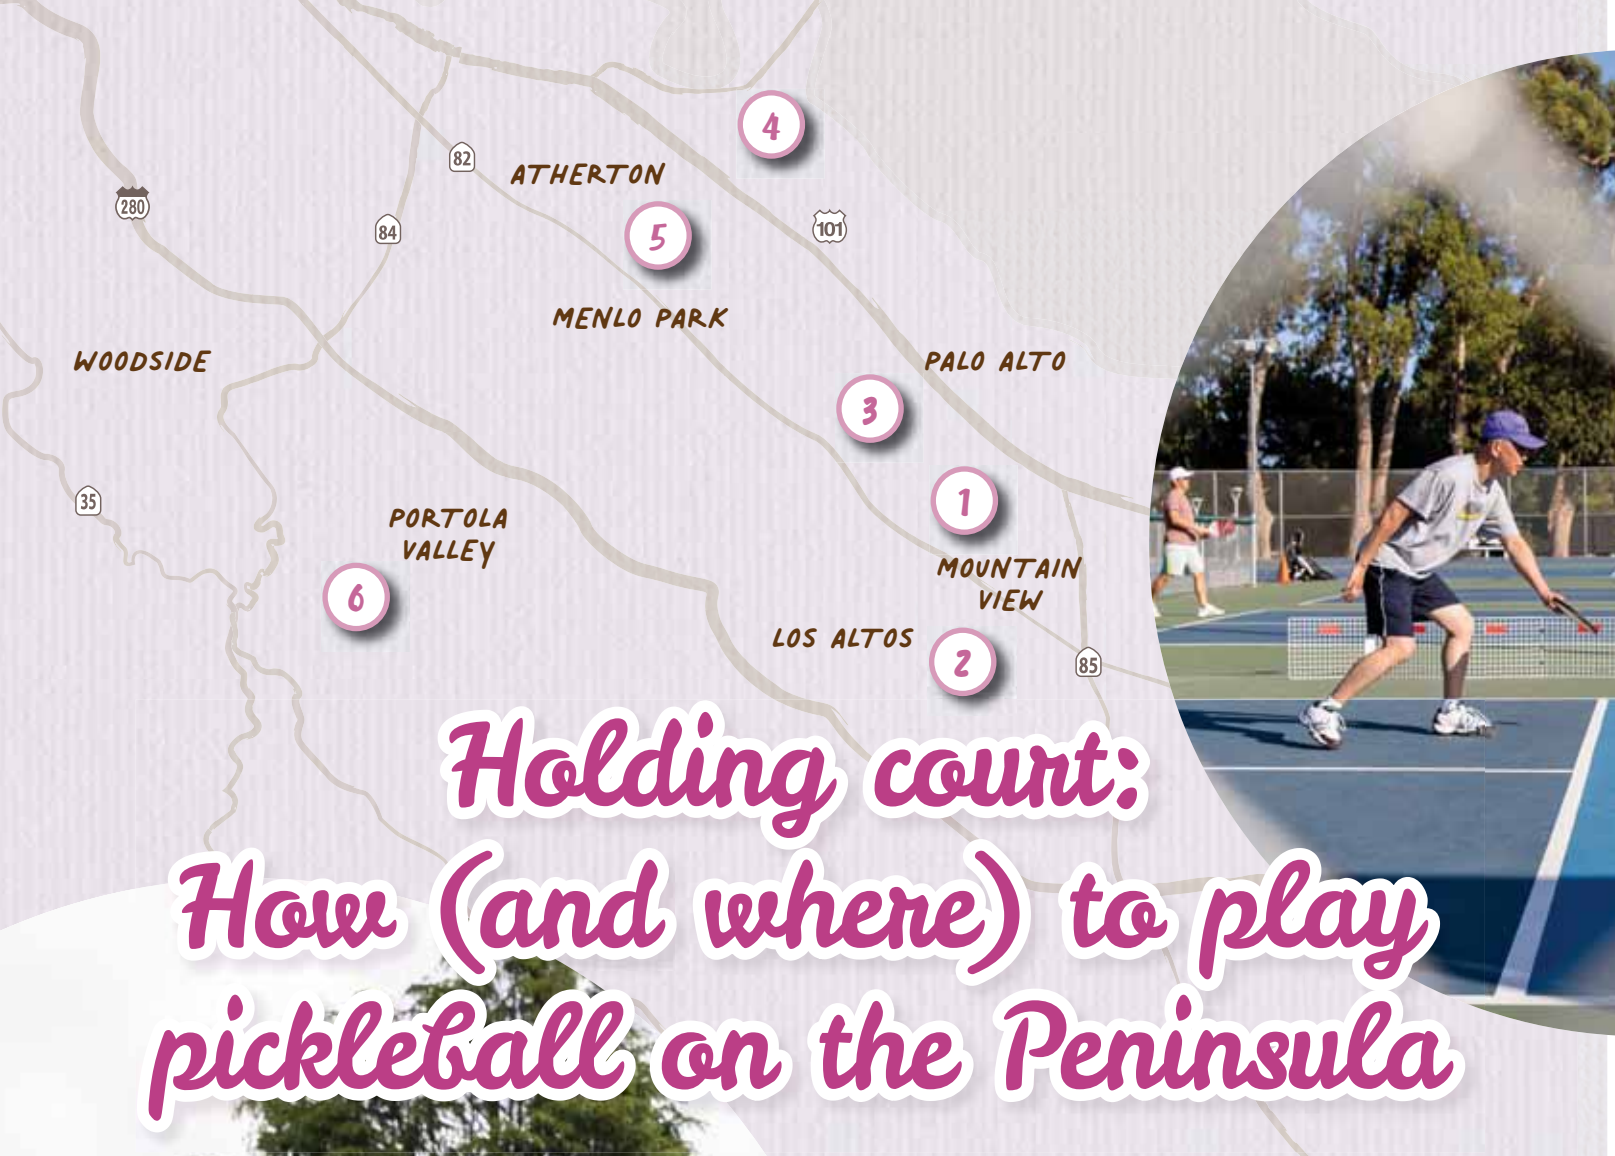 4
82
ATHERTON
280
5
101
84
MENLO PARK
WOODSIDE
PALO ALTO
3
35
1
PORTOLA
VALLEY
MOUNTAIN
VIEW
6
LOS ALTOS
2
85
Holding court:
How (and where) to play
pickleball on the Peninsula